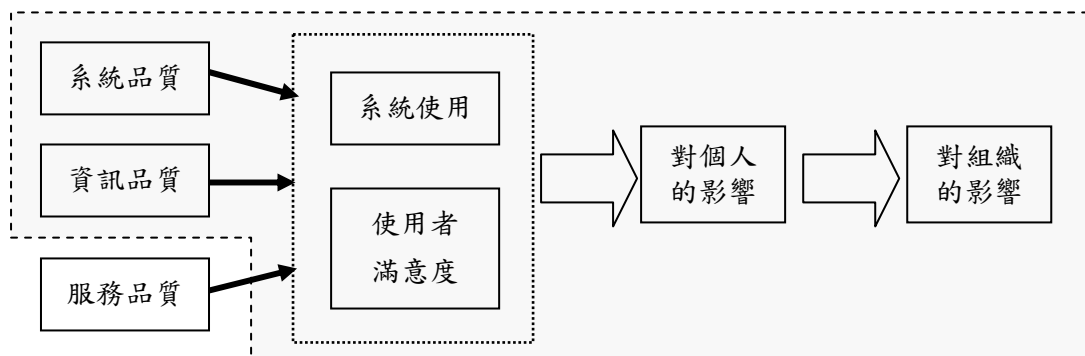 系統品質
資訊品質
服務品質
系統使用
使用者
滿意度
對個人
的影響
對組織
的影響